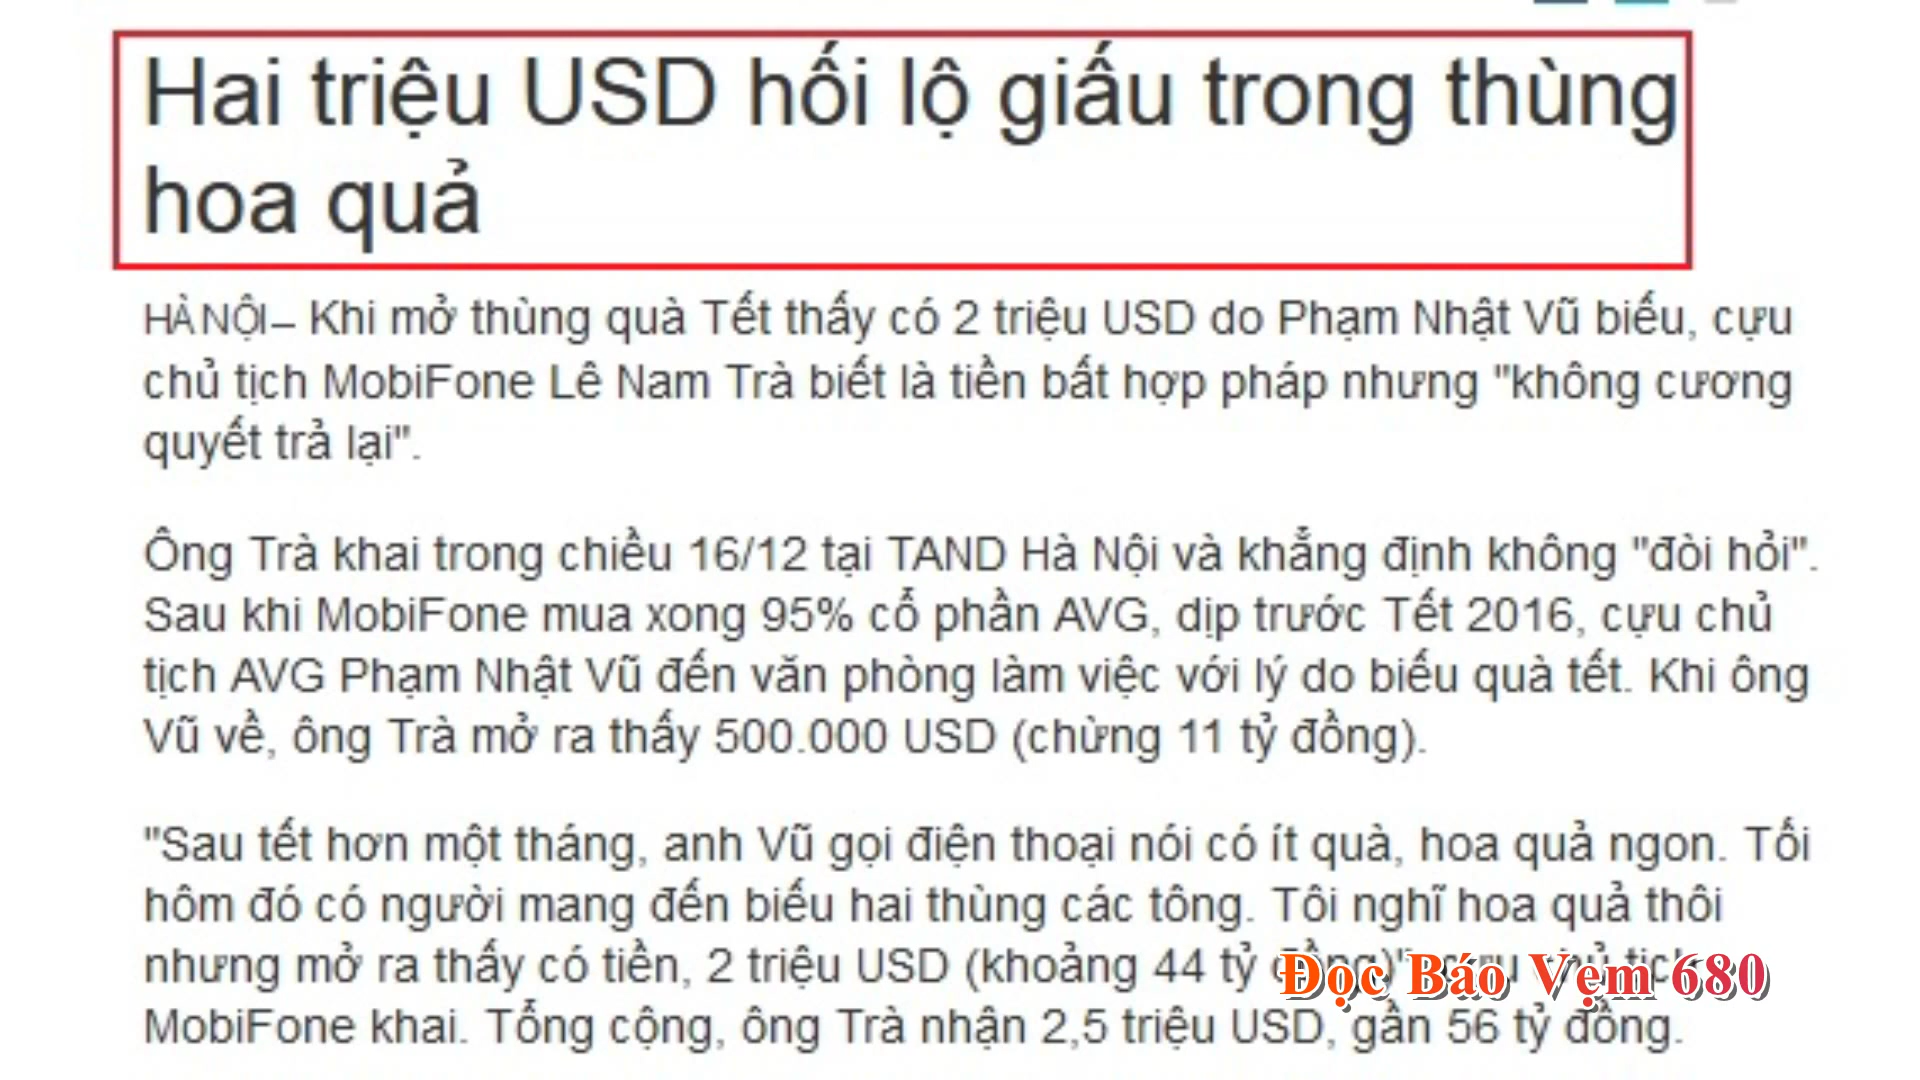 Hai triệu USD hối lộ giấu trong thùng
hoa quả
HÀ NỘI – Khi mở thùng quà Tết thấy có 2 triệu USD do Phạm Nhật Vũ biếu, cựu
chủ tịch MobiFone Lê Nam Trà biết là tiền bất hợp pháp nhưng "không cương
quyết trả lại".
Ông Trà khai trong chiều 16/12 tại TAND Hà Nội và khẳng định không "đòi hỏi".
Sau khi MobiFone mua xong 95% cổ phần AVG, dịp trước Tết 2016, cựu chủ
tịch AVG Phạm Nhật Vũ đến văn phòng làm việc với lý do biếu quà tết. Khi ông
Vũ về, ông Trà mở ra thấy 500.000 USD (chừng 11 tỷ đồng).
"Sau tết hơn một tháng, anh Vũ gọi điện thoại nói có ít quà, hoa quả ngon. Tối
hôm đó có người mang đến biếu hai thùng các tông. Tôi nghĩ hoa quả thôi
nhưng mở ra thấy có tiền, 2 triệu USD (khoảng 44 tỷ
Đọc Báo Vẹm 680
MobiFone khai. Tổng cộng, ông Trà nhận 2,5 triệu USD, gần 56 tỷ đồng.